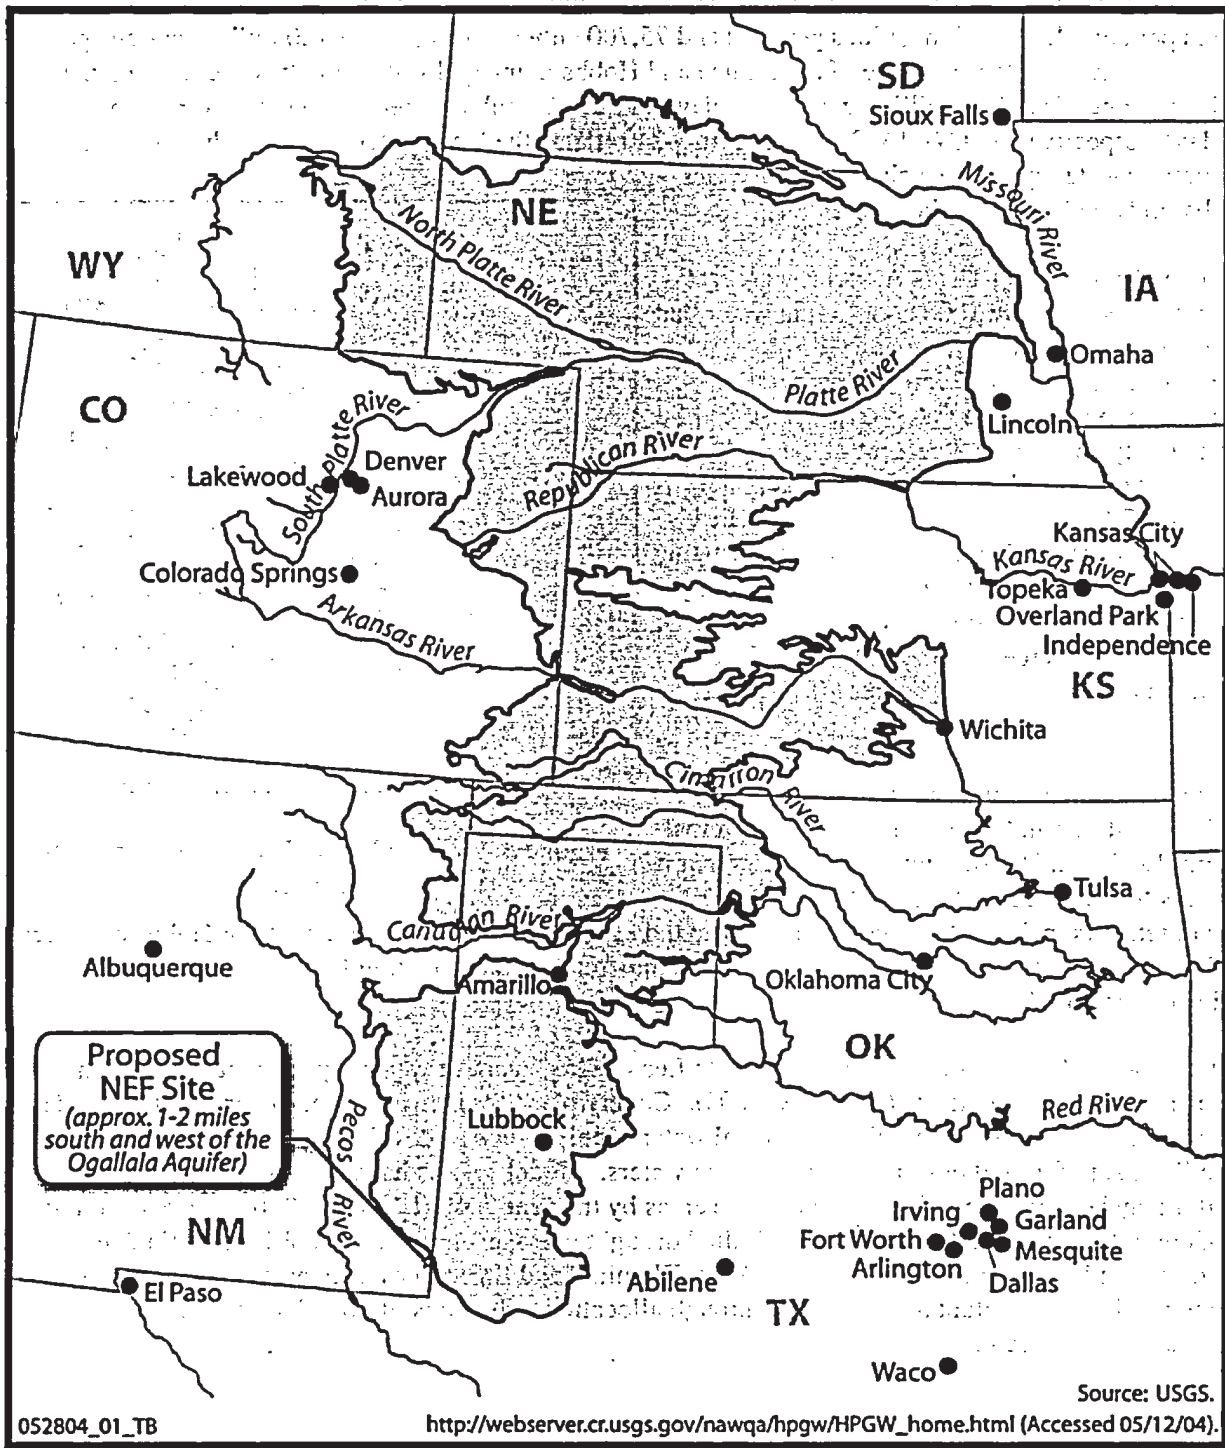 SD
Sioux Falls
Missouri River
NE
North Platte River
WY
IA
Omaha
Platte River
CO
Lincoln
South Platte River
Republican River
Denver
Lakewood
Aurora
Kansas City
Kansas River
Colorado Springs
Topeka
Overland Park
Independence
Arkansas River
KS
Wichita
Cimarron River
Tulsa
Canadian River
Albuquerque
Amarillo
Oklahoma City
OK
Proposed
NEF Site
(approx. 1-2 miles
south and west of the
Ogallala Aquifer)
Pecos River
Lubbock
Red River
Plano
Irving
Garland
NM
Fort Worth
Mesquite
Arlington
Dallas
Abilene
El Paso
TX
Waco
Source: USGS.
052804_01_TB
http://webserver.cr.usgs.gov/nawqa/hpgw/HPGW_home.html (Accessed 05/12/04).